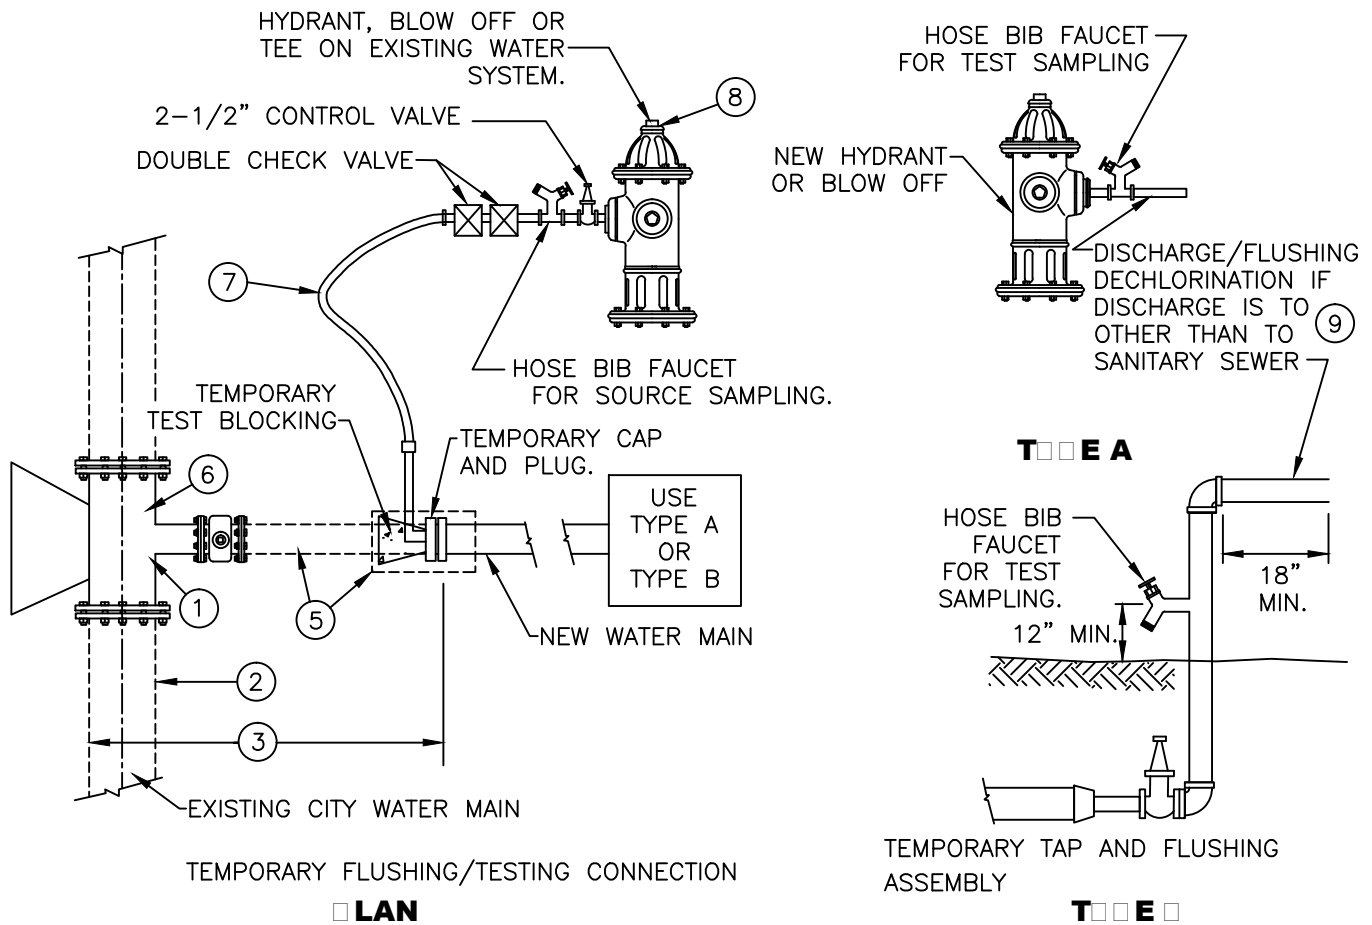 HYDRANT, BLOW OFF OR
TEE ON EXISTING WATER
SYSTEM.
8
2-1/2" CONTROL VALVE
DOUBLE CHECK VALVE
7
HOSE BIB FAUCET
FOR SOURCE SAMPLING.
TEMPORARY
TEST BLOCKING
TEMPORARY CAP
AND PLUG.
6
USE
TYPE A
OR
TYPE B
1
5
NEW WATER MAIN
2
3
EXISTING CITY WATER MAIN
TEMPORARY FLUSHING/TESTING CONNECTION
□LAN
HOSE BIB FAUCET
FOR TEST SAMPLING
NEW HYDRANT
OR BLOW OFF
DISCHARGE/FLUSHING
DECHLORINATION IF
DISCHARGE IS TO
OTHER THAN TO
SANITARY SEWER
9
T□□E A
HOSE BIB
FAUCET
FOR TEST
SAMPLING.
18"
MIN.
12" MIN.
TEMPORARY TAP AND FLUSHING
ASSEMBLY
T□□E □